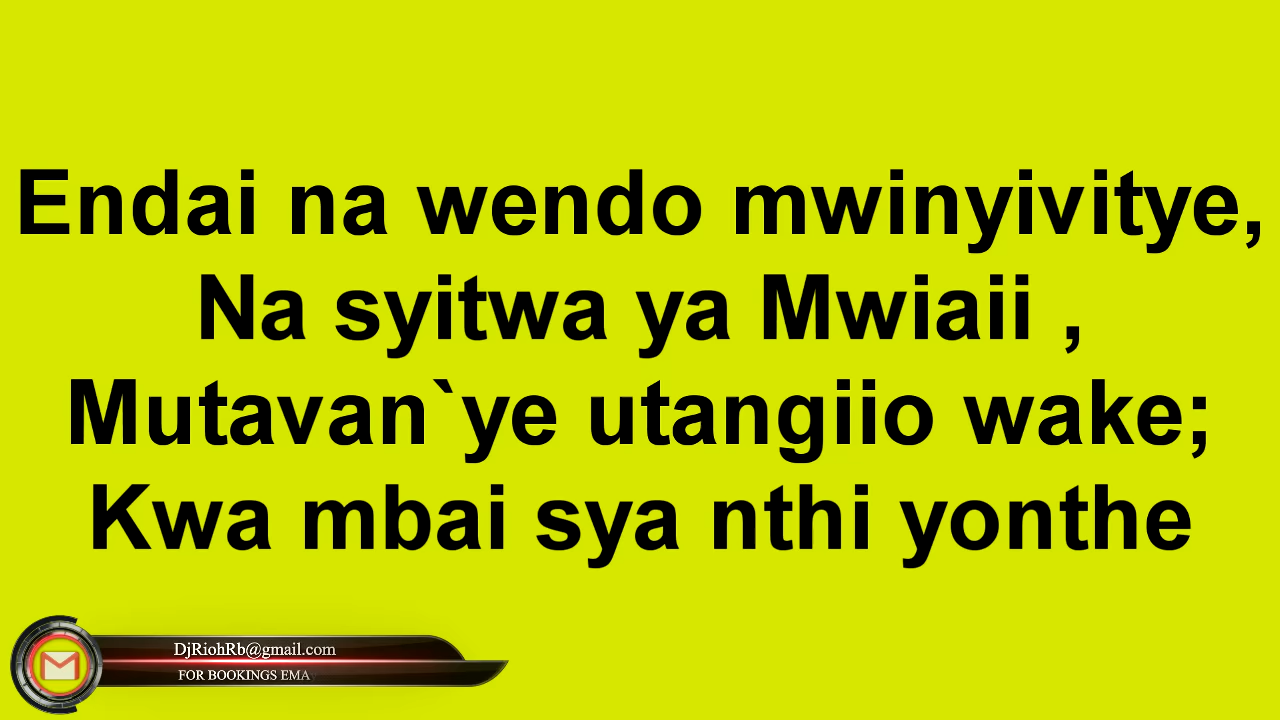 Endai na wendo mwinyivitye,
Na syitwa ya Mwiaii ,
Mutavan`ye utangiio wake;
Kwa mbai sya nthi yonthe
DjRiohRb@gmail.com
FOR BOOKINGS EMA